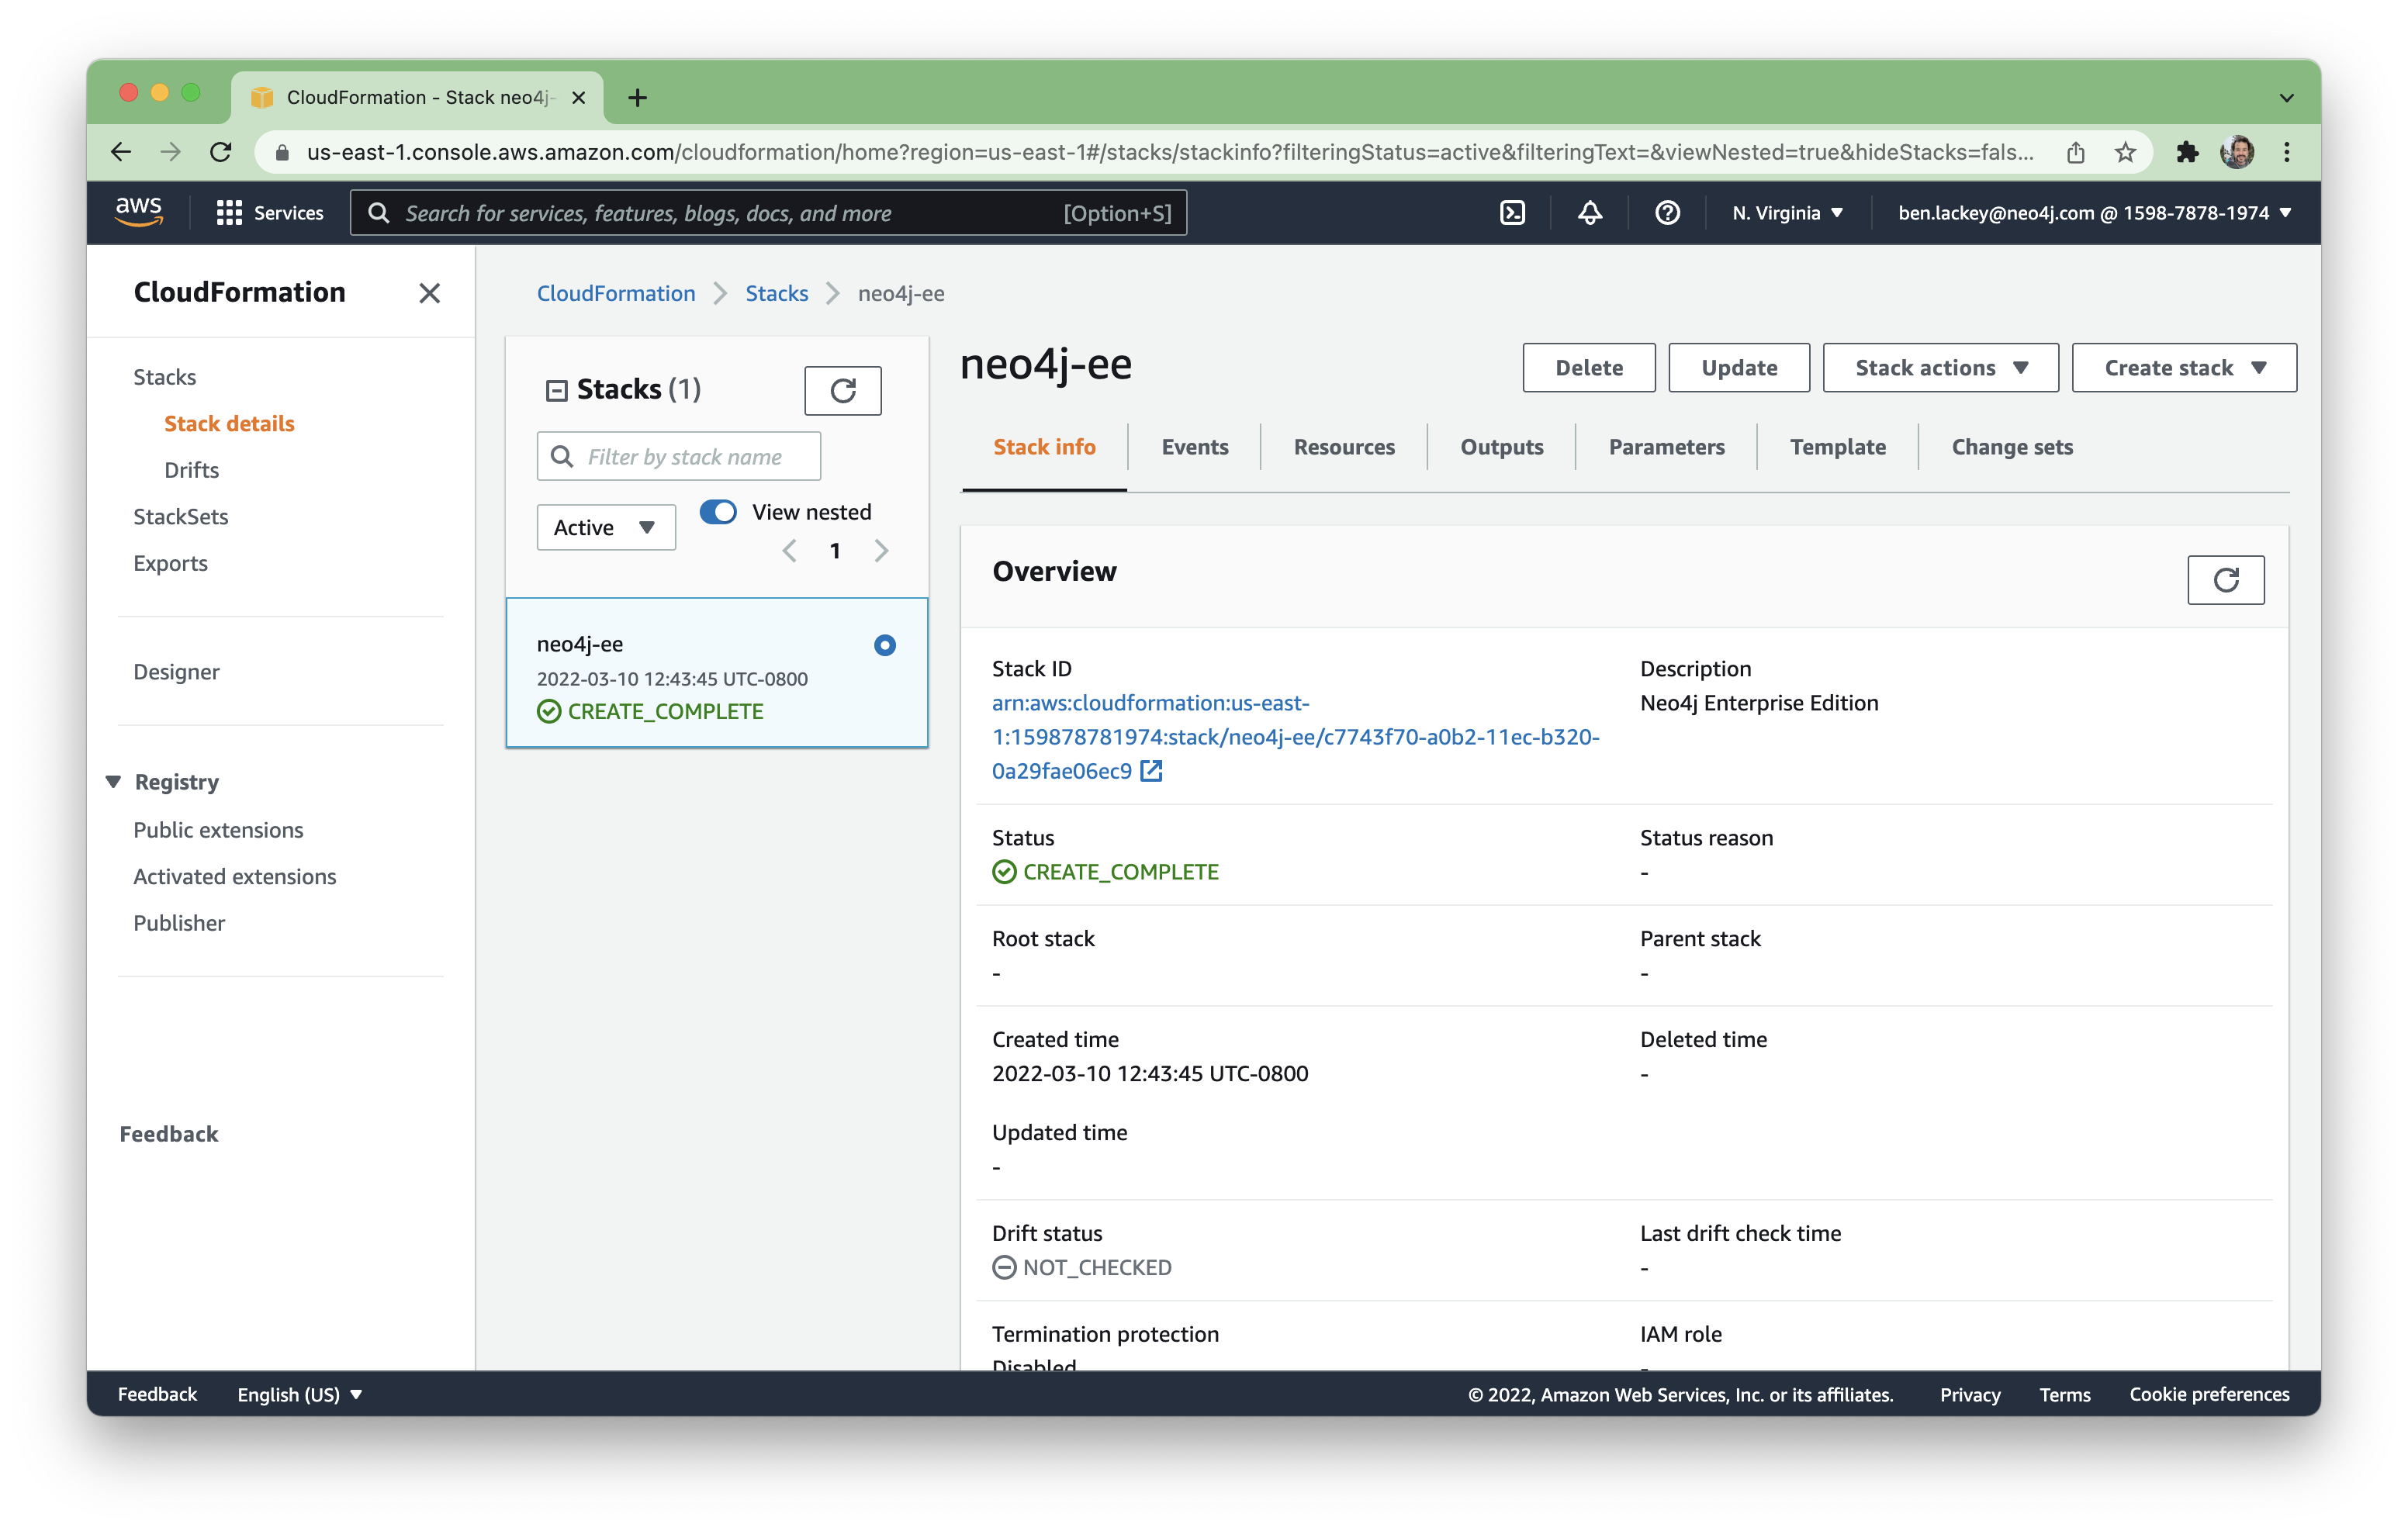 CloudFormation - Stack neo4j-
us-east-1.console.aws.amazon.com/cloudformation/home?region=us-east-1#/stacks/stackinfo?filteringStatus=active&filteringText=&viewNested=true&hideStacks=fals...
aws
Services
Search for services, features, blogs, docs, and more
[Option+S]
N. Virginia
ben.lackey@neo4j.com @ 1598-7878-1974
CloudFormation
Stacks
Stack details
Drifts
StackSets
Exports
Designer
Registry
Public extensions
Activated extensions
Publisher
Feedback
CloudFormation
Stacks
neo4j-ee
Stacks (1)
Filter by stack name
Active
View nested
1
neo4j-ee
2022-03-10 12:43:45 UTC-0800
CREATE_COMPLETE
neo4j-ee
Delete
Update
Stack actions
Create stack
Stack info
Events
Resources
Outputs
Parameters
Template
Change sets
Overview
Stack ID
arn:aws:cloudformation:us-east-
1:159878781974:stack/neo4j-ee/c7743f70-a0b2-11ec-b320-
0a29fae06ec9
Description
Neo4j Enterprise Edition
Status
CREATE_COMPLETE
Status reason
-
Root stack
-
Parent stack
-
Created time
2022-03-10 12:43:45 UTC-0800
Deleted time
-
Updated time
-
Drift status
NOT_CHECKED
Last drift check time
-
Termination protection
Disabled
IAM role
-
Feedback
English (US)
© 2022, Amazon Web Services, Inc. or its affiliates.
Privacy
Terms
Cookie preferences